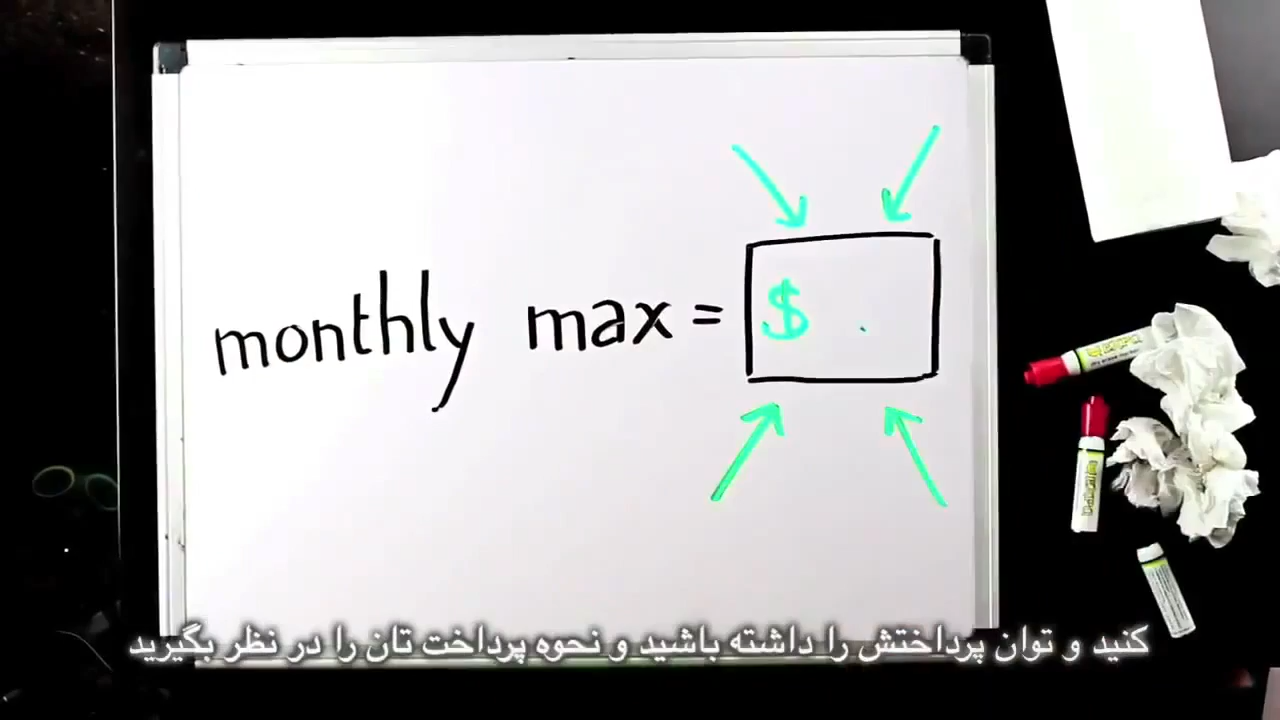 monthly max = $ .
کنید و توان پرداختش را داشته باشید و نحوه پرداخت تان را در نظر بگیرید